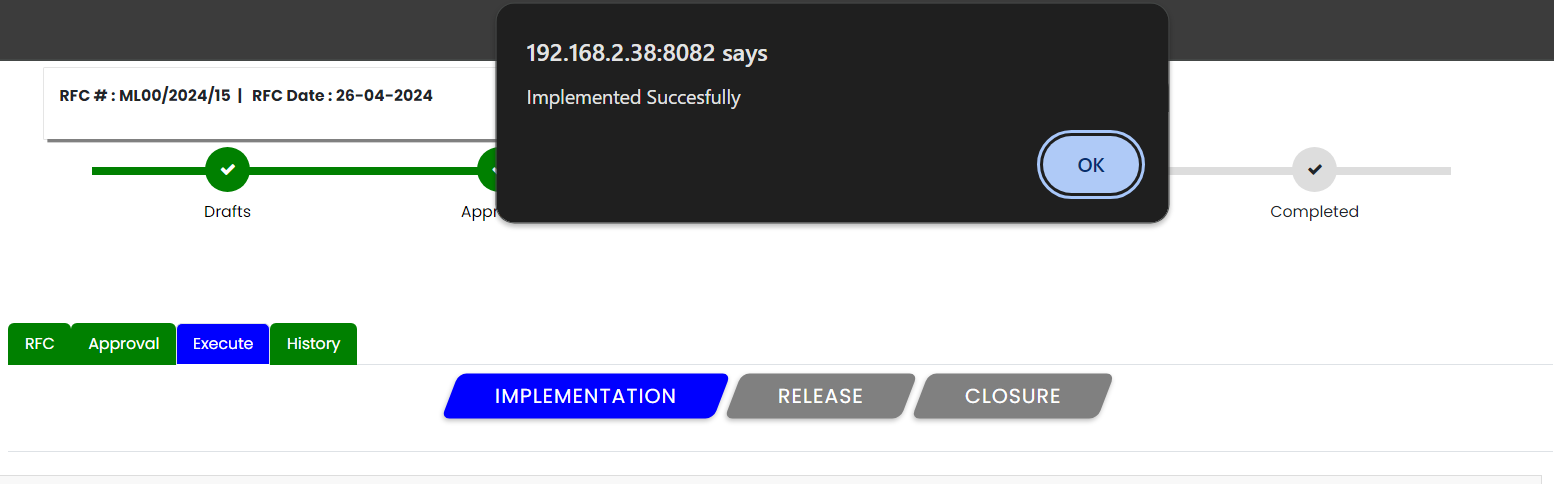 192.168.2.38:8082 says
Implemented Succesfully
OK
RFC # : ML00/2024/15 | RFC Date : 26-04-2024
Drafts
Completed
RFC
Approval
Execute
History
IMPLEMENTATION
RELEASE
CLOSURE